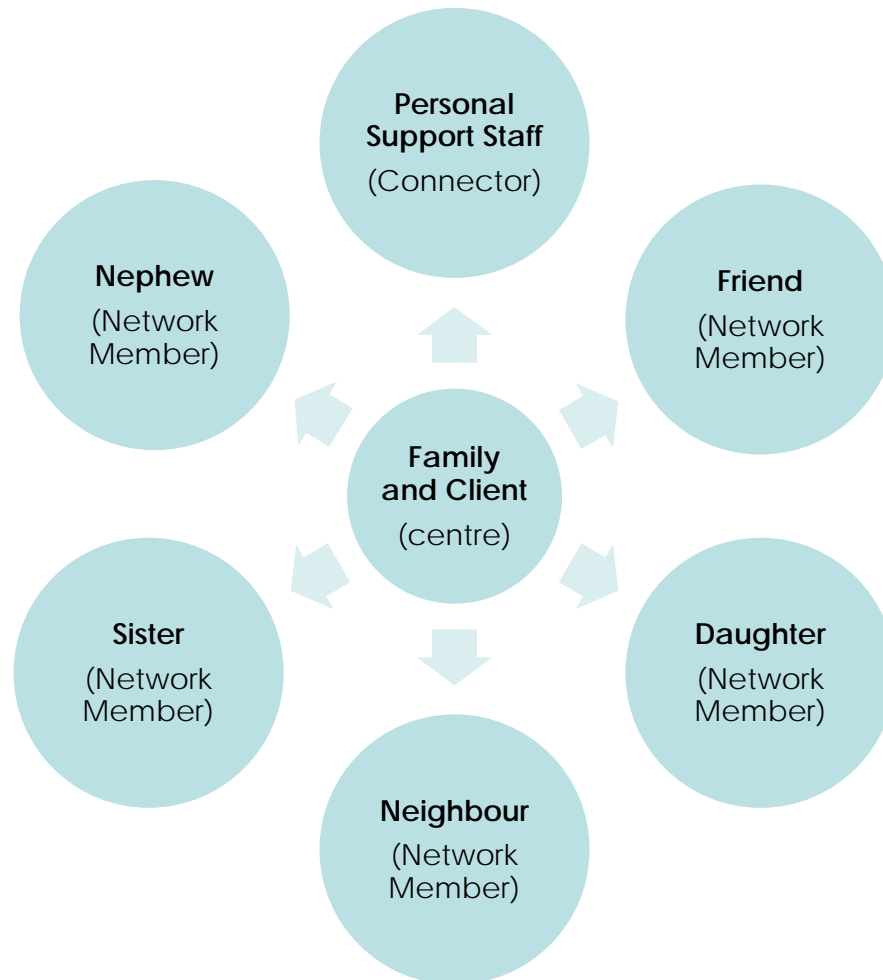 Personal
Support Staff
(Connector)
Nephew
(Network
Member)
Friend
(Network
Member)
Family
and Client
(centre)
Sister
(Network
Member)
Daughter
(Network
Member)
Neighbour
(Network
Member)